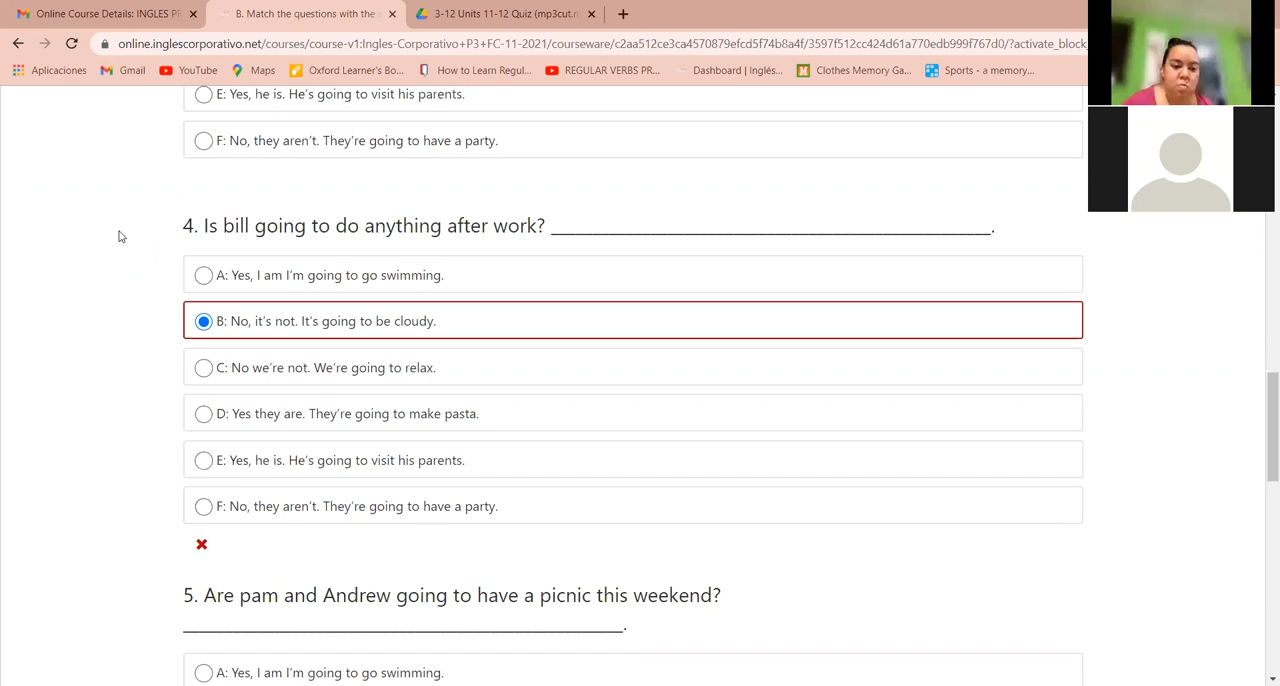 Online Course Details: INGLES PI
B. Match the questions with the a
3-12 Units 11-12 Quiz (mp3cut.n
online.inglescorporativo.net/courses/course-v1:Ingles-Corporativo+P3+FC-11-2021/courseware/c2aa512ce3ca4570879efcd5f74b8a4f/3597f512cc424d61a770edb999f767d0/?activate_block_
Aplicaciones Gmail YouTube Maps Oxford Learner's Bo... How to Learn Regul... REGULAR VERBS PR... Dashboard | Inglés... Clothes Memory Ga... Sports - a memory...
E: Yes, he is. He's going to visit his parents.
F: No, they aren't. They're going to have a party.
4. Is bill going to do anything after work? ________________________________________________.
A: Yes, I am I'm going to go swimming.
B: No, it's not. It's going to be cloudy.
C: No we're not. We're going to relax.
D: Yes they are. They're going to make pasta.
E: Yes, he is. He's going to visit his parents.
F: No, they aren't. They're going to have a party.
5. Are pam and Andrew going to have a picnic this weekend?
________________________________________________.
A: Yes, I am I'm going to go swimming.